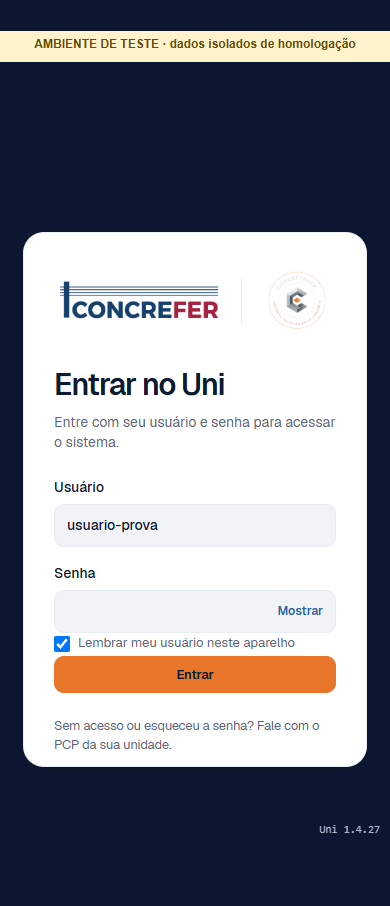 AMBIENTE DE TESTE · dados isolados de homologação
CONCREFER
Entrar no Uni
Entre com seu usuário e senha para acessar
o sistema.
Usuário
usuario-prova
Senha
Mostrar
Lembrar meu usuário neste aparelho
Entrar
Sem acesso ou esqueceu a senha? Fale com o
PCP da sua unidade.
Uni 1.4.27